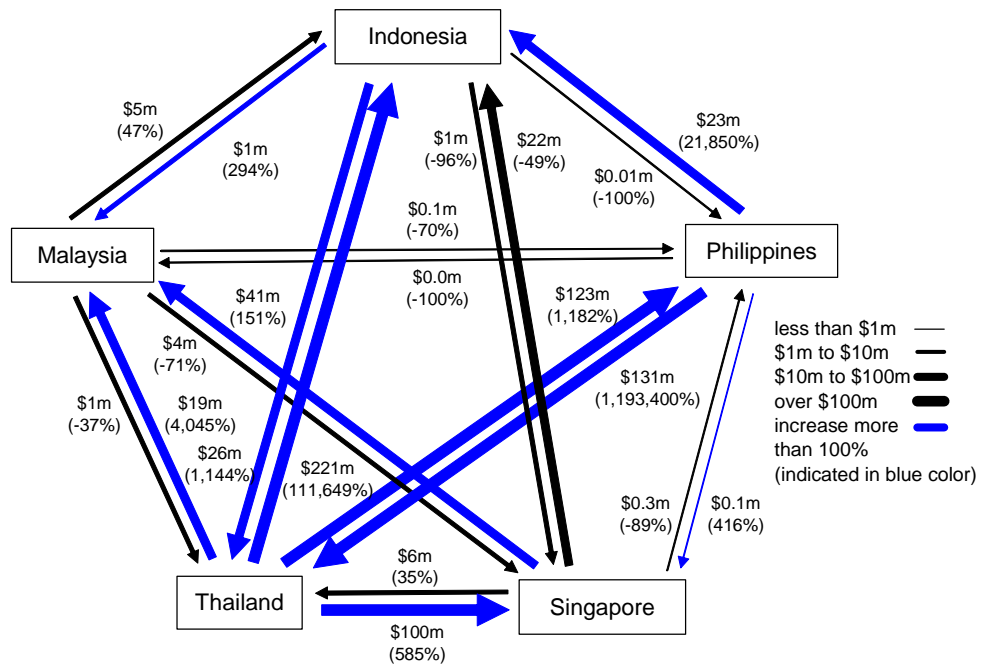 Indonesia
$5m
(47%)
$1m
(294%)
$1m
(-96%)
$22m
(-49%)
$23m
(21,850%)
$0.01m
(-100%)
$0.1m
(-70%)
Malaysia
Philippines
$0.0m
(-100%)
$41m
(151%)
$123m
(1,182%)
$4m
(-71%)
less than $1m
$1m to $10m
$10m to $100m
over $100m
increase more
than 100%
(indicated in blue color)
$131m
(1,193,400%)
$1m
(-37%)
$19m
(4,045%)
$26m
(1,144%)
$221m
(111,649%)
$0.3m
(-89%)
$0.1m
(416%)
$6m
(35%)
Thailand
Singapore
$100m
(585%)